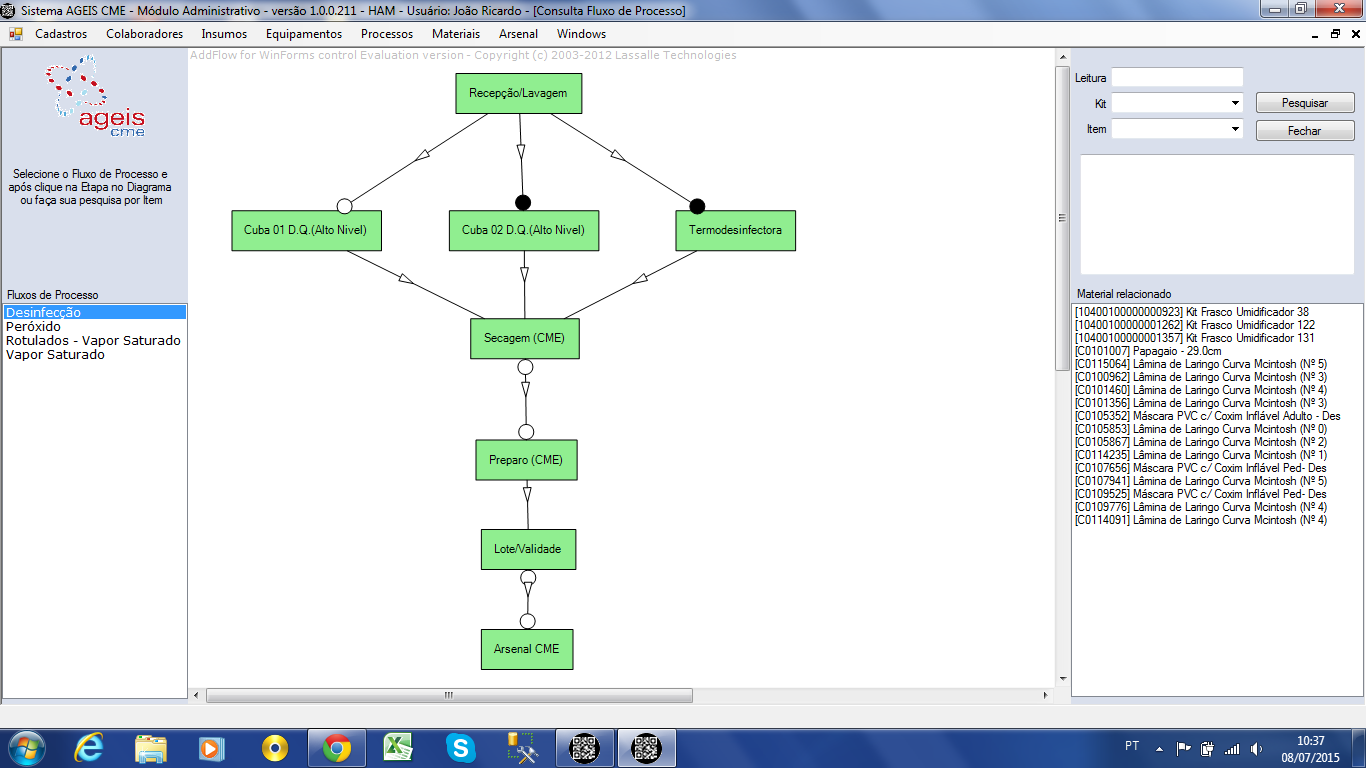 Sistema AGEIS CME - Módulo Administrativo - versão 1.0.0.211 - HAM - Usuário: João Ricardo - [Consulta Fluxo de Processo]
Cadastros Colaboradores Insumos Equipamentos Processos Materiais Arsenal Windows
ageis
cme
Selecione o Fluxo de Processo e
após clique na Etapa no Diagrama
ou faça sua pesquisa por Item
Fluxos de Processo
Desinfecção
Peróxido
Rotulados - Vapor Saturado
Vapor Saturado
AddFlow for WinForms control Evaluation version - Copyright (c) 2003-2012 Lassalle Technologies
Recepção/Lavagem
Cuba 01 D.Q.(Alto Nivel) Cuba 02 D.Q.(Alto Nivel) Termodesinfectora
Secagem (CME)
Preparo (CME)
Lote/Validade
Arsenal CME
Leitura
Kit Pesquisar
Item Fechar
Material relacionado
[10400100000000923] Kit Frasco Umidificador 38
[10400100000001262] Kit Frasco Umidificador 122
[10400100000001357] Kit Frasco Umidificador 131
[C0101007] Papagaio - 29.0cm
[C0115064] Lâmina de Laringo Curva Mcintosh (Nº 5)
[C0100962] Lâmina de Laringo Curva Mcintosh (Nº 3)
[C0101460] Lâmina de Laringo Curva Mcintosh (Nº 4)
[C0101356] Lâmina de Laringo Curva Mcintosh (Nº 3)
[C0105352] Máscara PVC c/ Coxim Inflável Adulto - Des
[C0105853] Lâmina de Laringo Curva Mcintosh (Nº 0)
[C0105867] Lâmina de Laringo Curva Mcintosh (Nº 2)
[C0114235] Lâmina de Laringo Curva Mcintosh (Nº 1)
[C0107656] Máscara PVC c/ Coxim Inflável Ped- Des
[C0107941] Lâmina de Laringo Curva Mcintosh (Nº 5)
[C0109525] Máscara PVC c/ Coxim Inflável Ped- Des
[C0109776] Lâmina de Laringo Curva Mcintosh (Nº 4)
[C0114091] Lâmina de Laringo Curva Mcintosh (Nº 4)
PT
10:37
08/07/2015